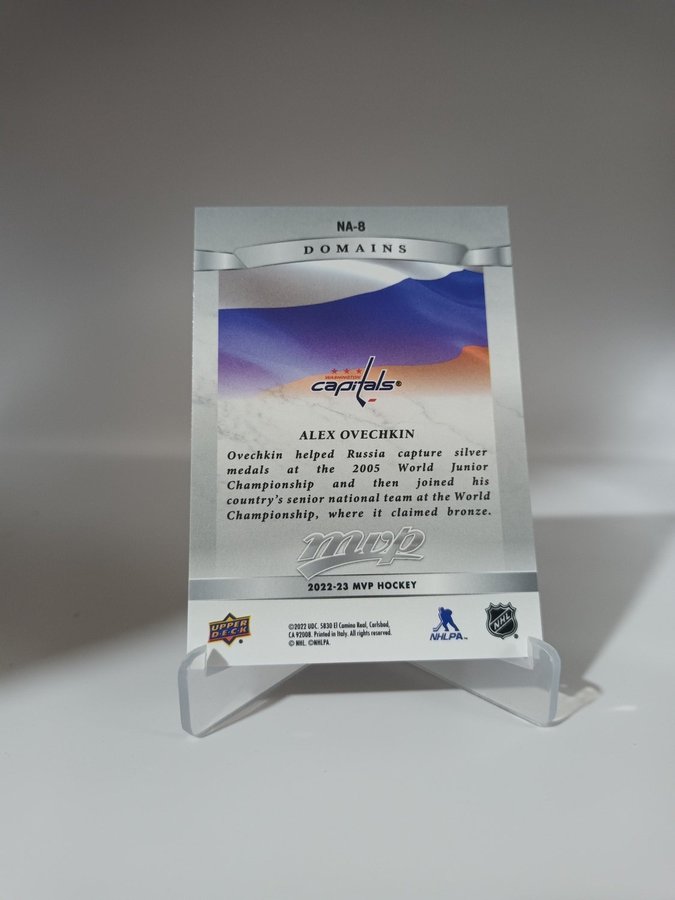 NA-8
DOMAINS
WASHINGTON
capitals
ALEX OVECHKIN
Ovechkin helped Russia capture silver
medals at the 2005 World Junior
Championship and then joined his
country's senior national team at the World
Championship, where it claimed bronze.
mvp
2022-23 MVP HOCKEY
UPPER
DECK
©2022 UDC. 5830 El Camino Real, Carlsbad,
CA 92008. Printed in Italy. All rights reserved.
© NHL. ©NHLPA.
NHLPA
NHL